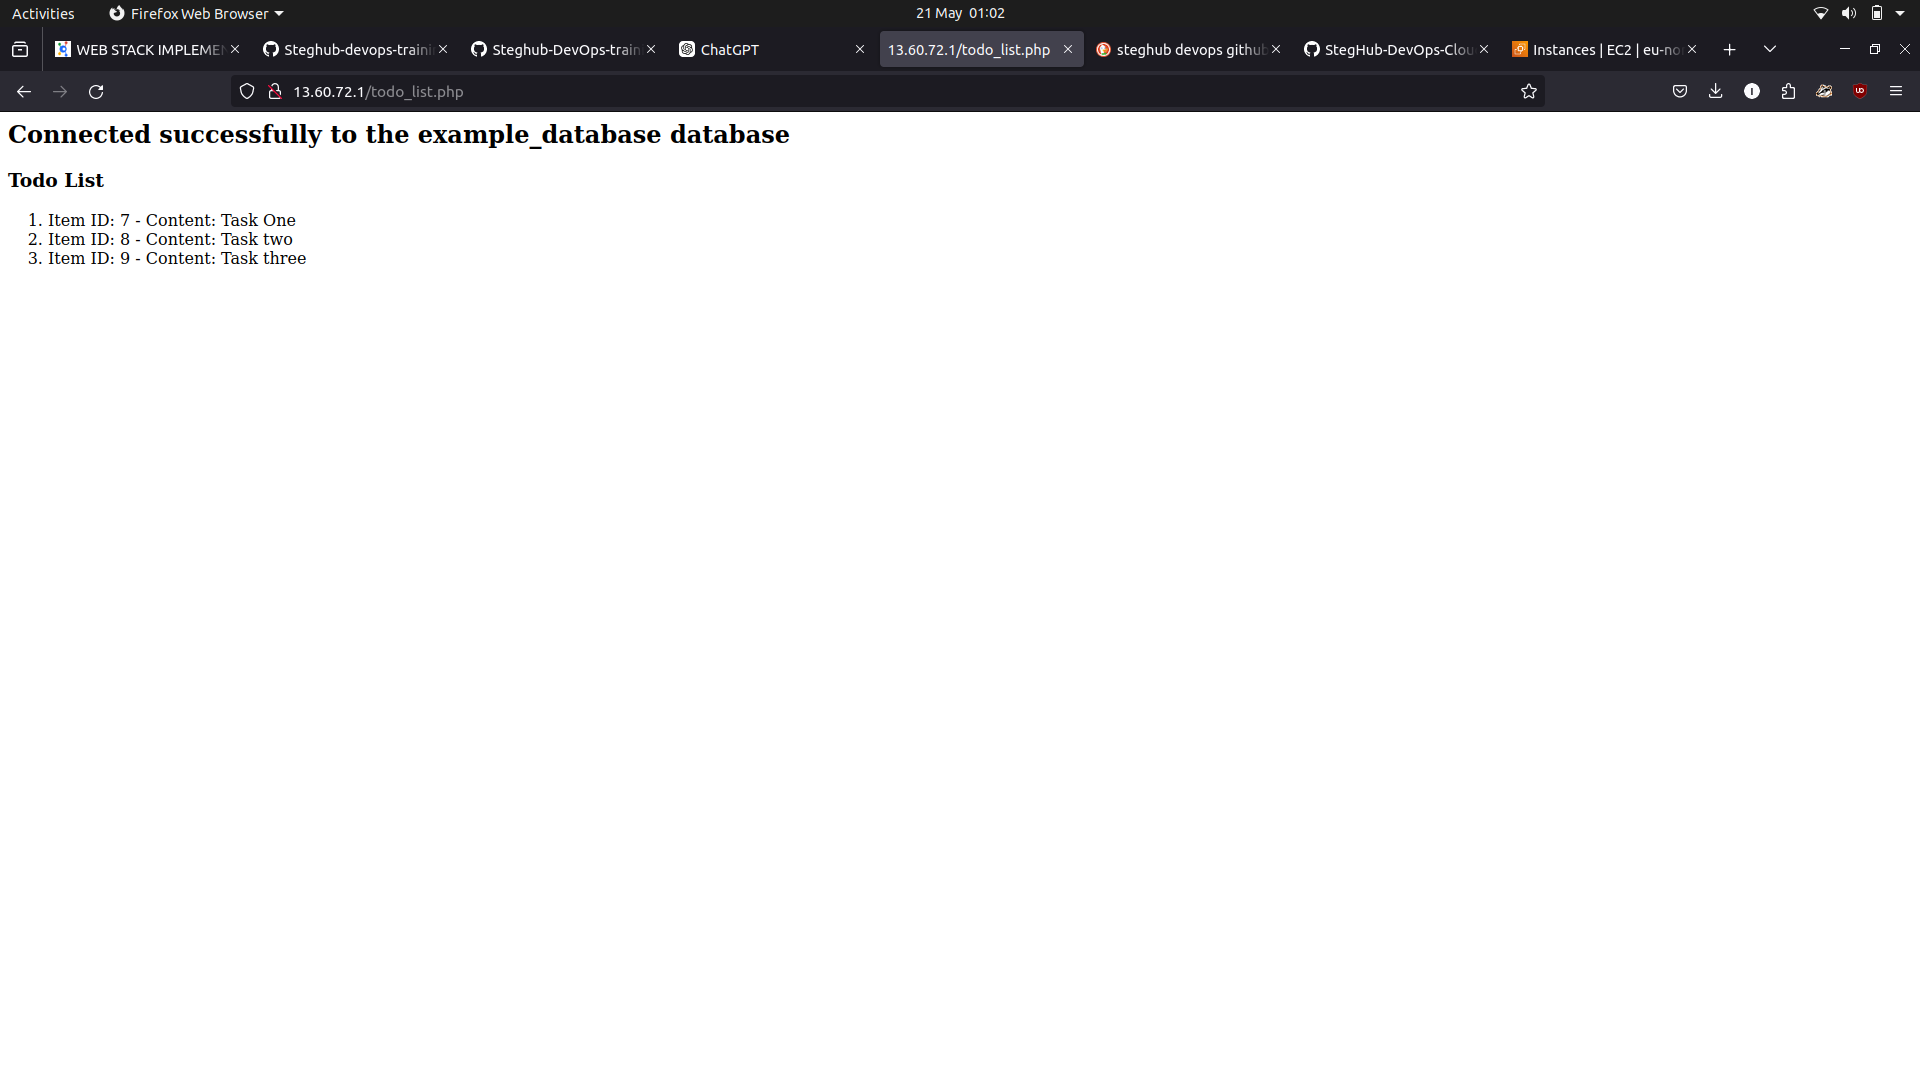 Activities
Firefox Web Browser
21 May 01:02
WEB STACK IMPLEMEN
Steghub-devops-traini
Steghub-DevOps-train
ChatGPT
13.60.72.1/todo_list.php
steghub devops github
StegHub-DevOps-Clou
Instances | EC2 | eu-no
13.60.72.1/todo_list.php
Connected successfully to the example_database database
Todo List
1. Item ID: 7 - Content: Task One
2. Item ID: 8 - Content: Task two
3. Item ID: 9 - Content: Task three